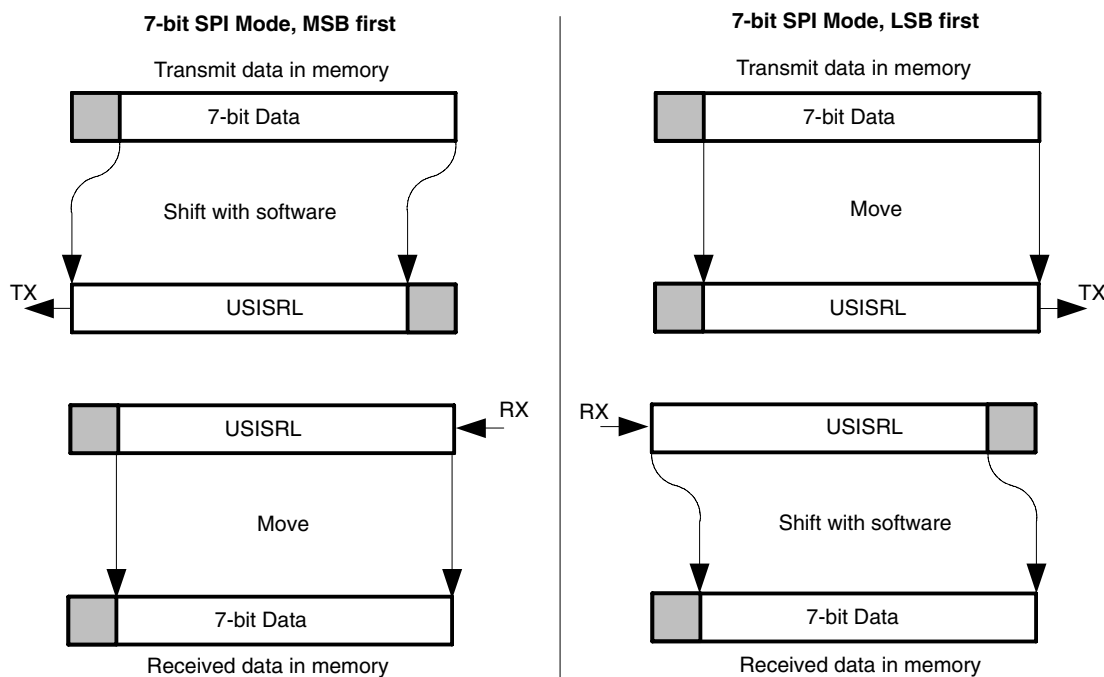 7-bit SPI Mode, MSB first
Transmit data in memory
7-bit Data
Shift with software
TX
USISRL
USISRL
RX
Move
7-bit Data
Received data in memory
7-bit SPI Mode, LSB first
Transmit data in memory
7-bit Data
Move
USISRL
TX
RX
USISRL
Shift with software
7-bit Data
Received data in memory